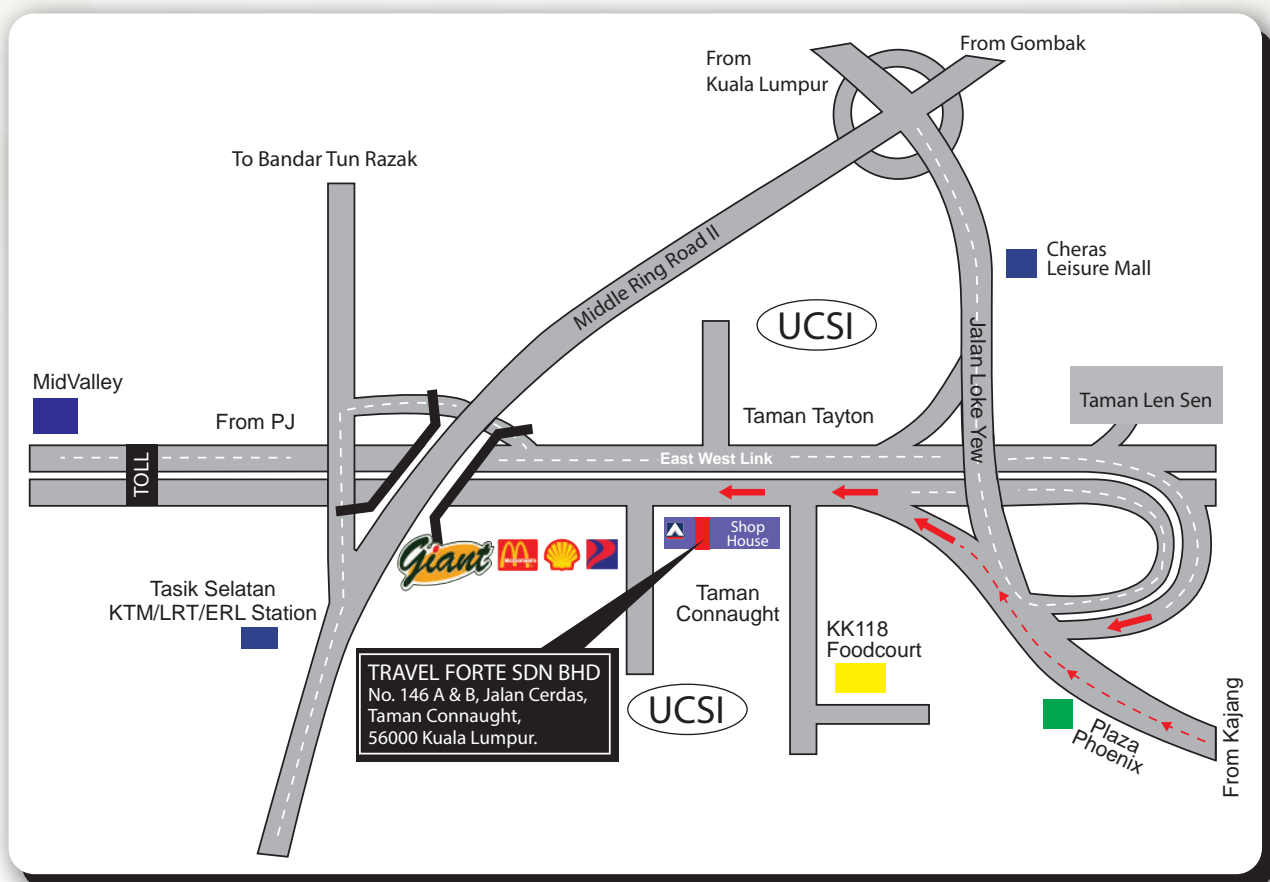 From Gombak
From
Kuala Lumpur
To Bandar Tun Razak
Middle Ring Road II
Cheras
Leisure Mall
UCSI
Jalan Loke Yew
MidValley
Taman Len Sen
From PJ
Taman Tayton
East West Link
TOLL
Shop
House
Giant
McDonald's
Tasik Selatan
KTM/LRT/ERL Station
Taman
Connaught
KK118
Foodcourt
TRAVEL FORTE SDN BHD
No. 146 A & B, Jalan Cerdas,
Taman Connaught,
56000 Kuala Lumpur.
UCSI
Plaza
Phoenix
From Kajang